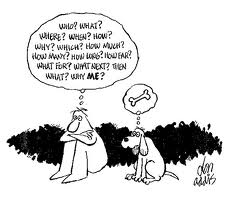 WHO? WHAT?
WHERE? WHEN? HOW?
WHY? WHICH? HOW MUCH?
HOW MANY? HOW LONG? HOW FAR?
WHAT FOR? WHAT NEXT? THEN
WHAT? WHY ME?